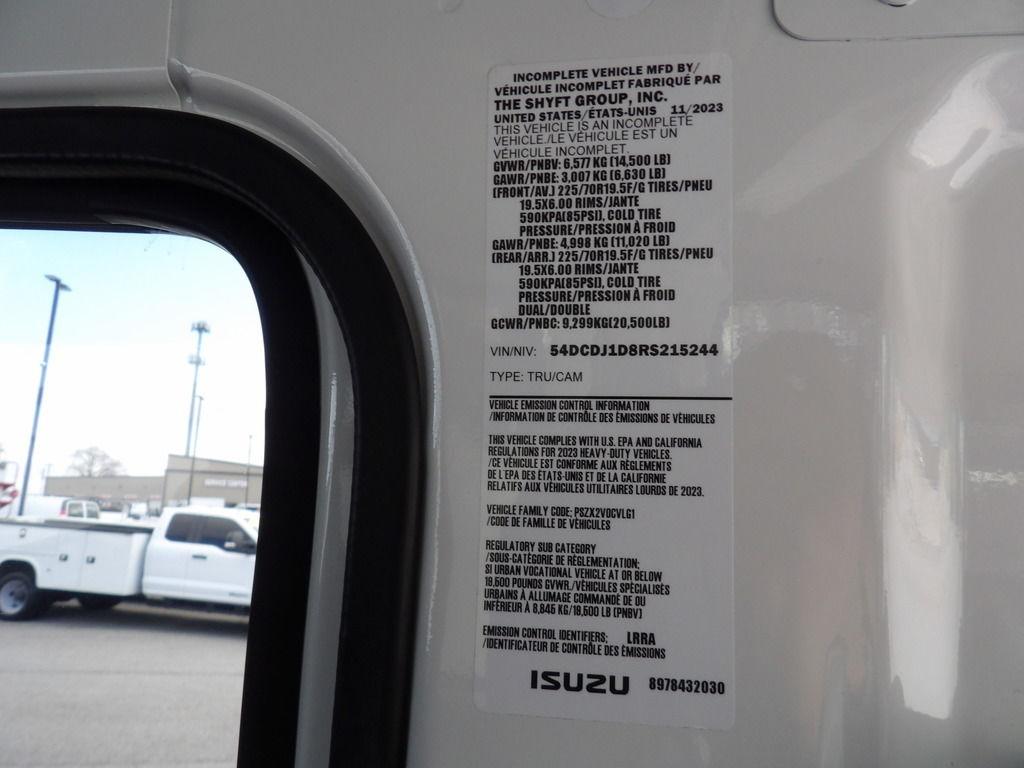 INCOMPLETE VEHICLE MFD BY/
VÉHICULE INCOMPLET FABRIQUÉ PAR
THE SHYFT GROUP, INC.
UNITED STATES/ÉTATS-UNIS 11/2023
THIS VEHICLE IS AN INCOMPLETE
VEHICLE./LE VÉHICULE EST UN
VÉHICULE INCOMPLET.
GVWR/PNBV: 6,577 KG (14,500 LB)
GAWR/PNBE: 3,007 KG (6,630 LB)
(FRONT/AV.) 225/70R19.5F/G TIRES/PNEU
19.5X6.00 RIMS/JANTE
590KPA(85PSI), COLD TIRE
PRESSURE/PRESSION À FROID
GAWR/PNBE: 4,998 KG (11,020 LB)
(REAR/ARR.) 225/70R19.5F/G TIRES/PNEU
19.5X6.00 RIMS/JANTE
590KPA(85PSI), COLD TIRE
PRESSURE/PRESSION À FROID
DUAL/DOUBLE
GCWR/PNBC: 9,299KG(20,500LB)
VIN/NIV: 54DCDJ1D8RS215244
TYPE: TRU/CAM
VEHICLE EMISSION CONTROL INFORMATION
/INFORMATION DE CONTRÔLE DES ÉMISSIONS DE VÉHICULES
THIS VEHICLE COMPLIES WITH U.S. EPA AND CALIFORNIA
REGULATIONS FOR 2023 HEAVY-DUTY VEHICLES.
/CE VÉHICULE EST CONFORME AUX RÈGLEMENTS
DE L'EPA DES ÉTATS-UNIS ET DE LA CALIFORNIE
RELATIFS AUX VÉHICULES UTILITAIRES LOURDS DE 2023.
VEHICLE FAMILY CODE: PSZX2VOCVLG1
/CODE DE FAMILLE DE VÉHICULES
REGULATORY SUB CATEGORY
/SOUS-CATÉGORIE DE RÉGLEMENTATION:
SI URBAN VOCATIONAL VEHICLE AT OR BELOW
19,500 POUNDS GVWR./VÉHICULES SPÉCIALISÉS
URBAINS À ALLUMAGE COMMANDÉ DE OU
INFÉRIEUR À 8,845 KG/19,500 LB (PNBV)
EMISSION CONTROL IDENTIFIERS: LRRA
/IDENTIFICATEUR DE CONTRÔLE DES ÉMISSIONS
ISUZU 8978432030
SERVICE CENTER